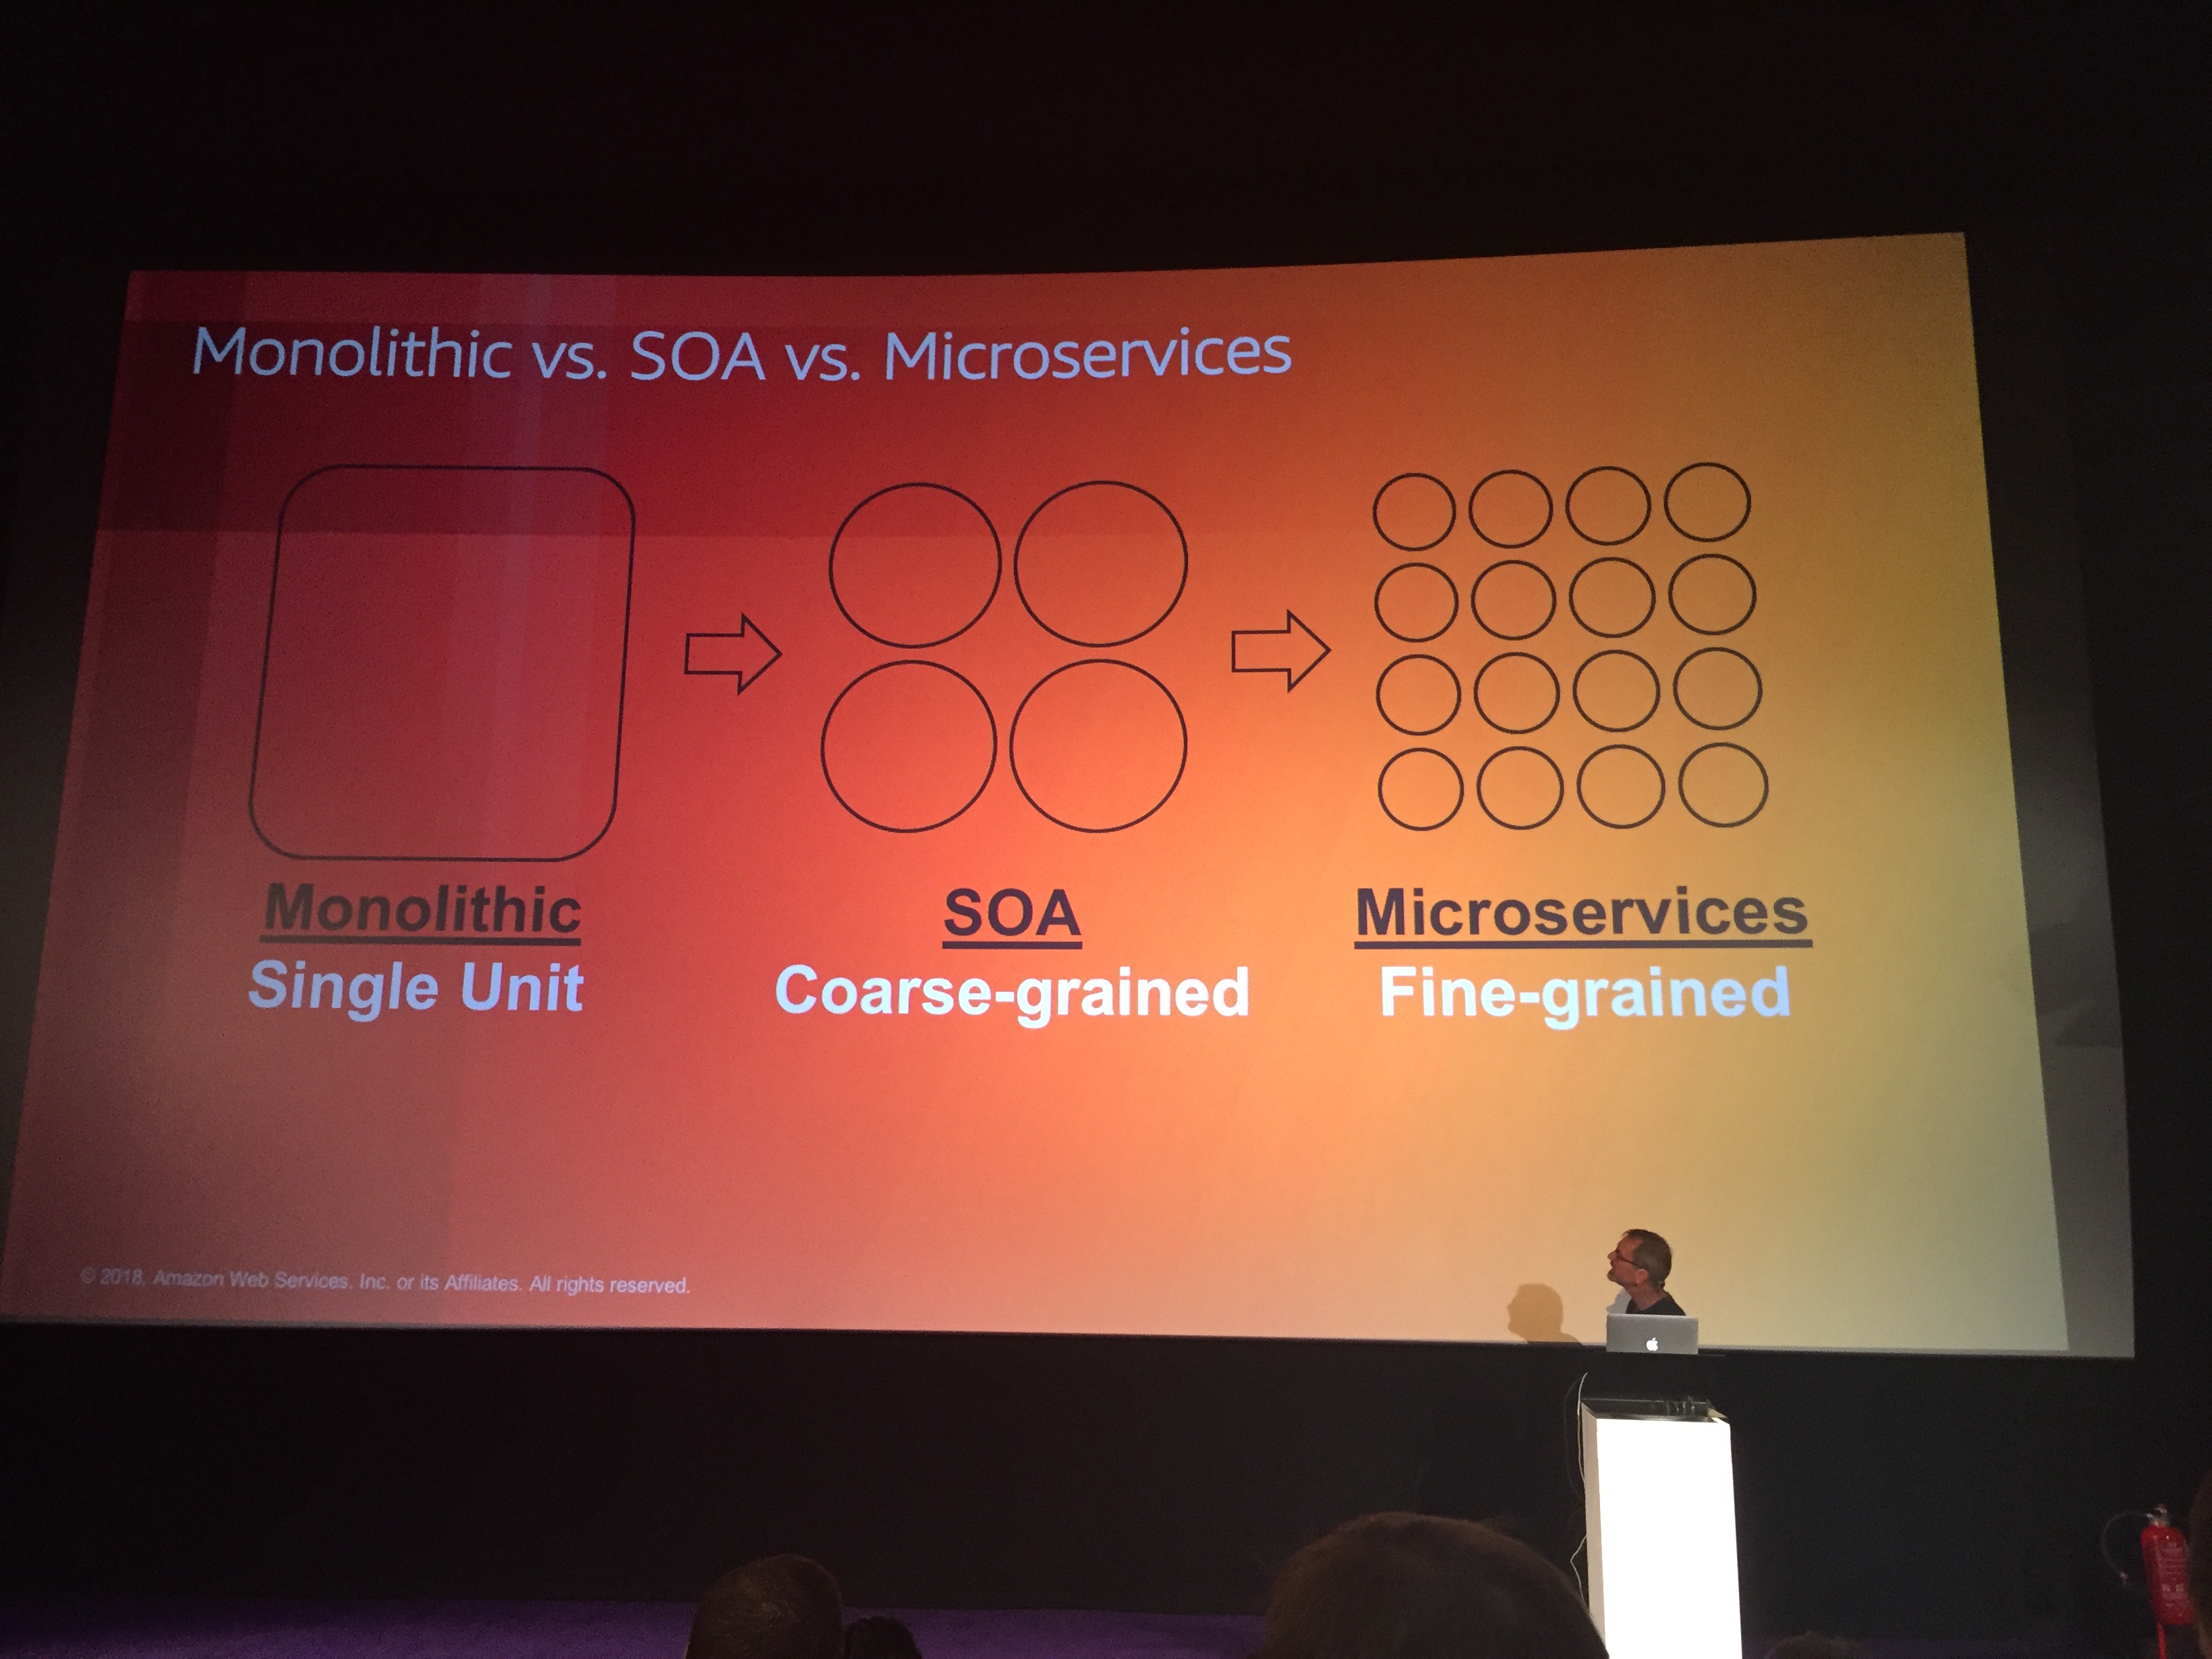 Monolithic vs. SOA vs. Microservices
Monolithic
Single Unit
SOA
Coarse-grained
Microservices
Fine-grained
© 2018, Amazon Web Services, Inc. or its Affiliates. All rights reserved.